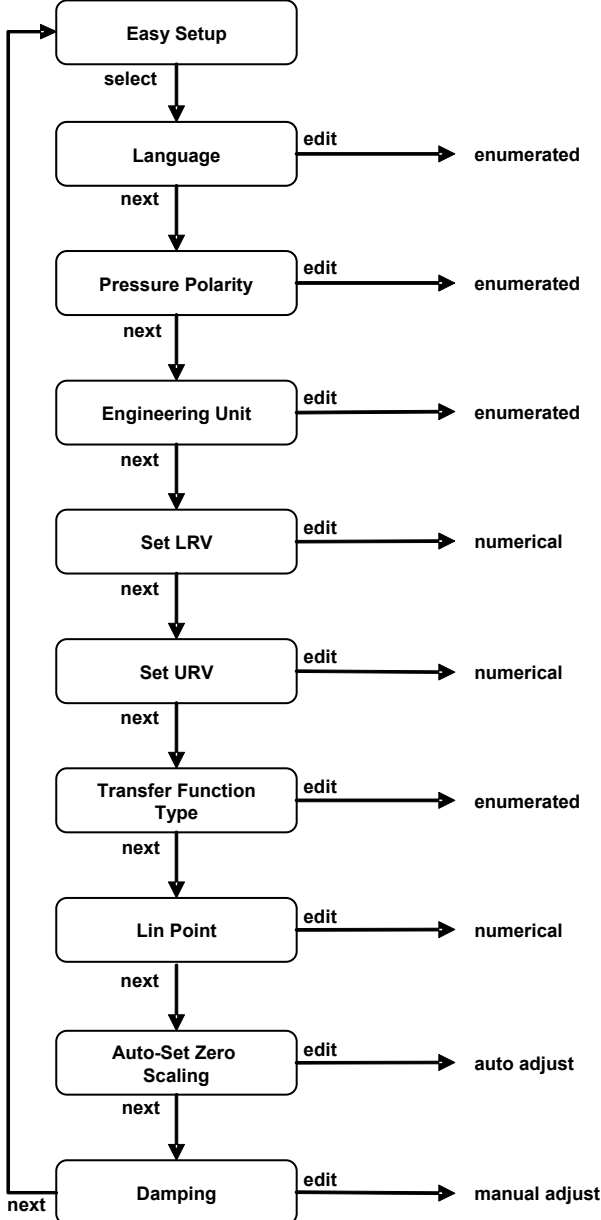 Easy Setup
select
Language
edit
enumerated
next
Pressure Polarity
edit
enumerated
next
Engineering Unit
edit
enumerated
next
Set LRV
edit
numerical
next
Set URV
edit
numerical
next
Transfer Function
Type
edit
enumerated
next
Lin Point
edit
numerical
next
Auto-Set Zero
Scaling
edit
auto adjust
next
Damping
edit
manual adjust
next